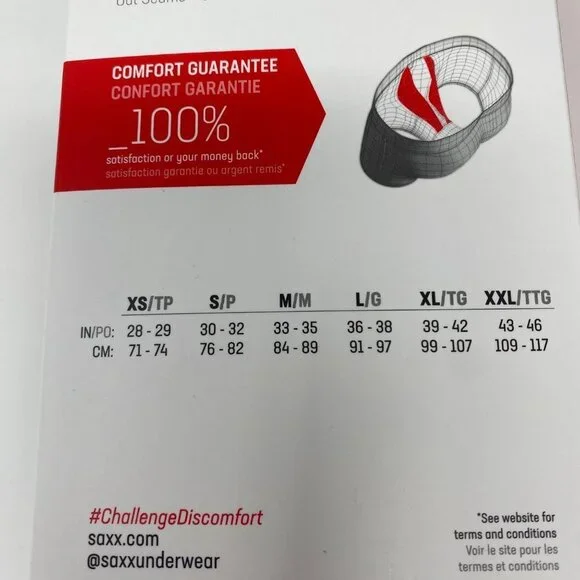 COMFORT GUARANTEE
CONFORT GARANTIE
_100%
satisfaction or your money back*
satisfaction garantie ou argent remis*
XS/TP S/P M/M L/G XL/TG XXL/TTG
IN/PO: 28 - 29 30 - 32 33 - 35 36 - 38 39 - 42 43 - 46
CM: 71 - 74 76 - 82 84 - 89 91 - 97 99 - 107 109 - 117
#ChallengeDiscomfort
saxx.com
@saxxunderwear
*See website for
terms and conditions
Voir le site pour les
termes et conditions